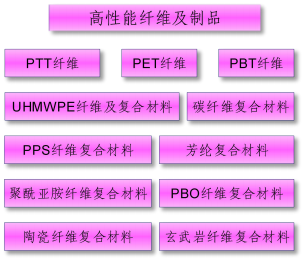 高性能纤维及制品
PTT纤维
PET纤维
PBT纤维
UHMWPE纤维及复合材料
碳纤维复合材料
PPS纤维复合材料
芳纶复合材料
聚酰亚胺纤维复合材料
PBO纤维复合材料
陶瓷纤维复合材料
玄武岩纤维复合材料